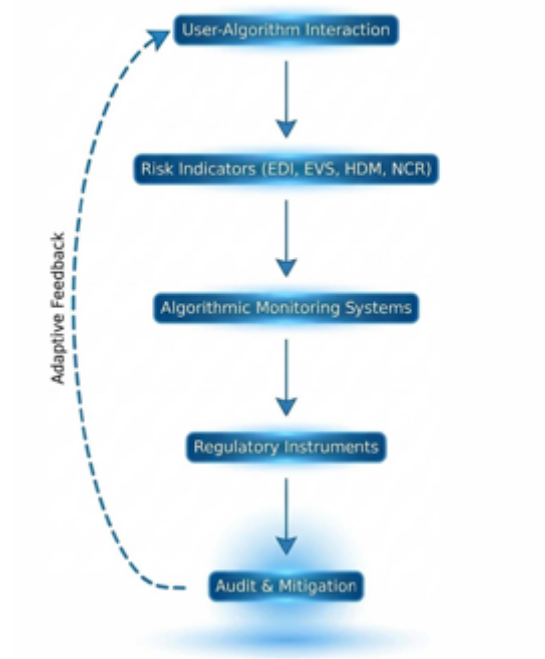 User-Algorithm Interaction
Risk Indicators (EDI, EVS, HDM, NCR)
Algorithmic Monitoring Systems
Adaptive Feedback
Regulatory Instruments
Audit & Mitigation